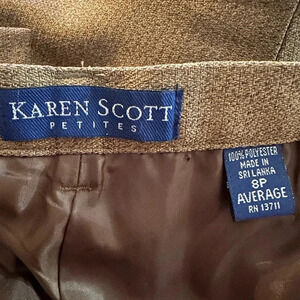 KAREN SCOTT
PETITES
100% POLYESTER
MADE IN
SRI LANKA
8P
AVERAGE
RN 13711